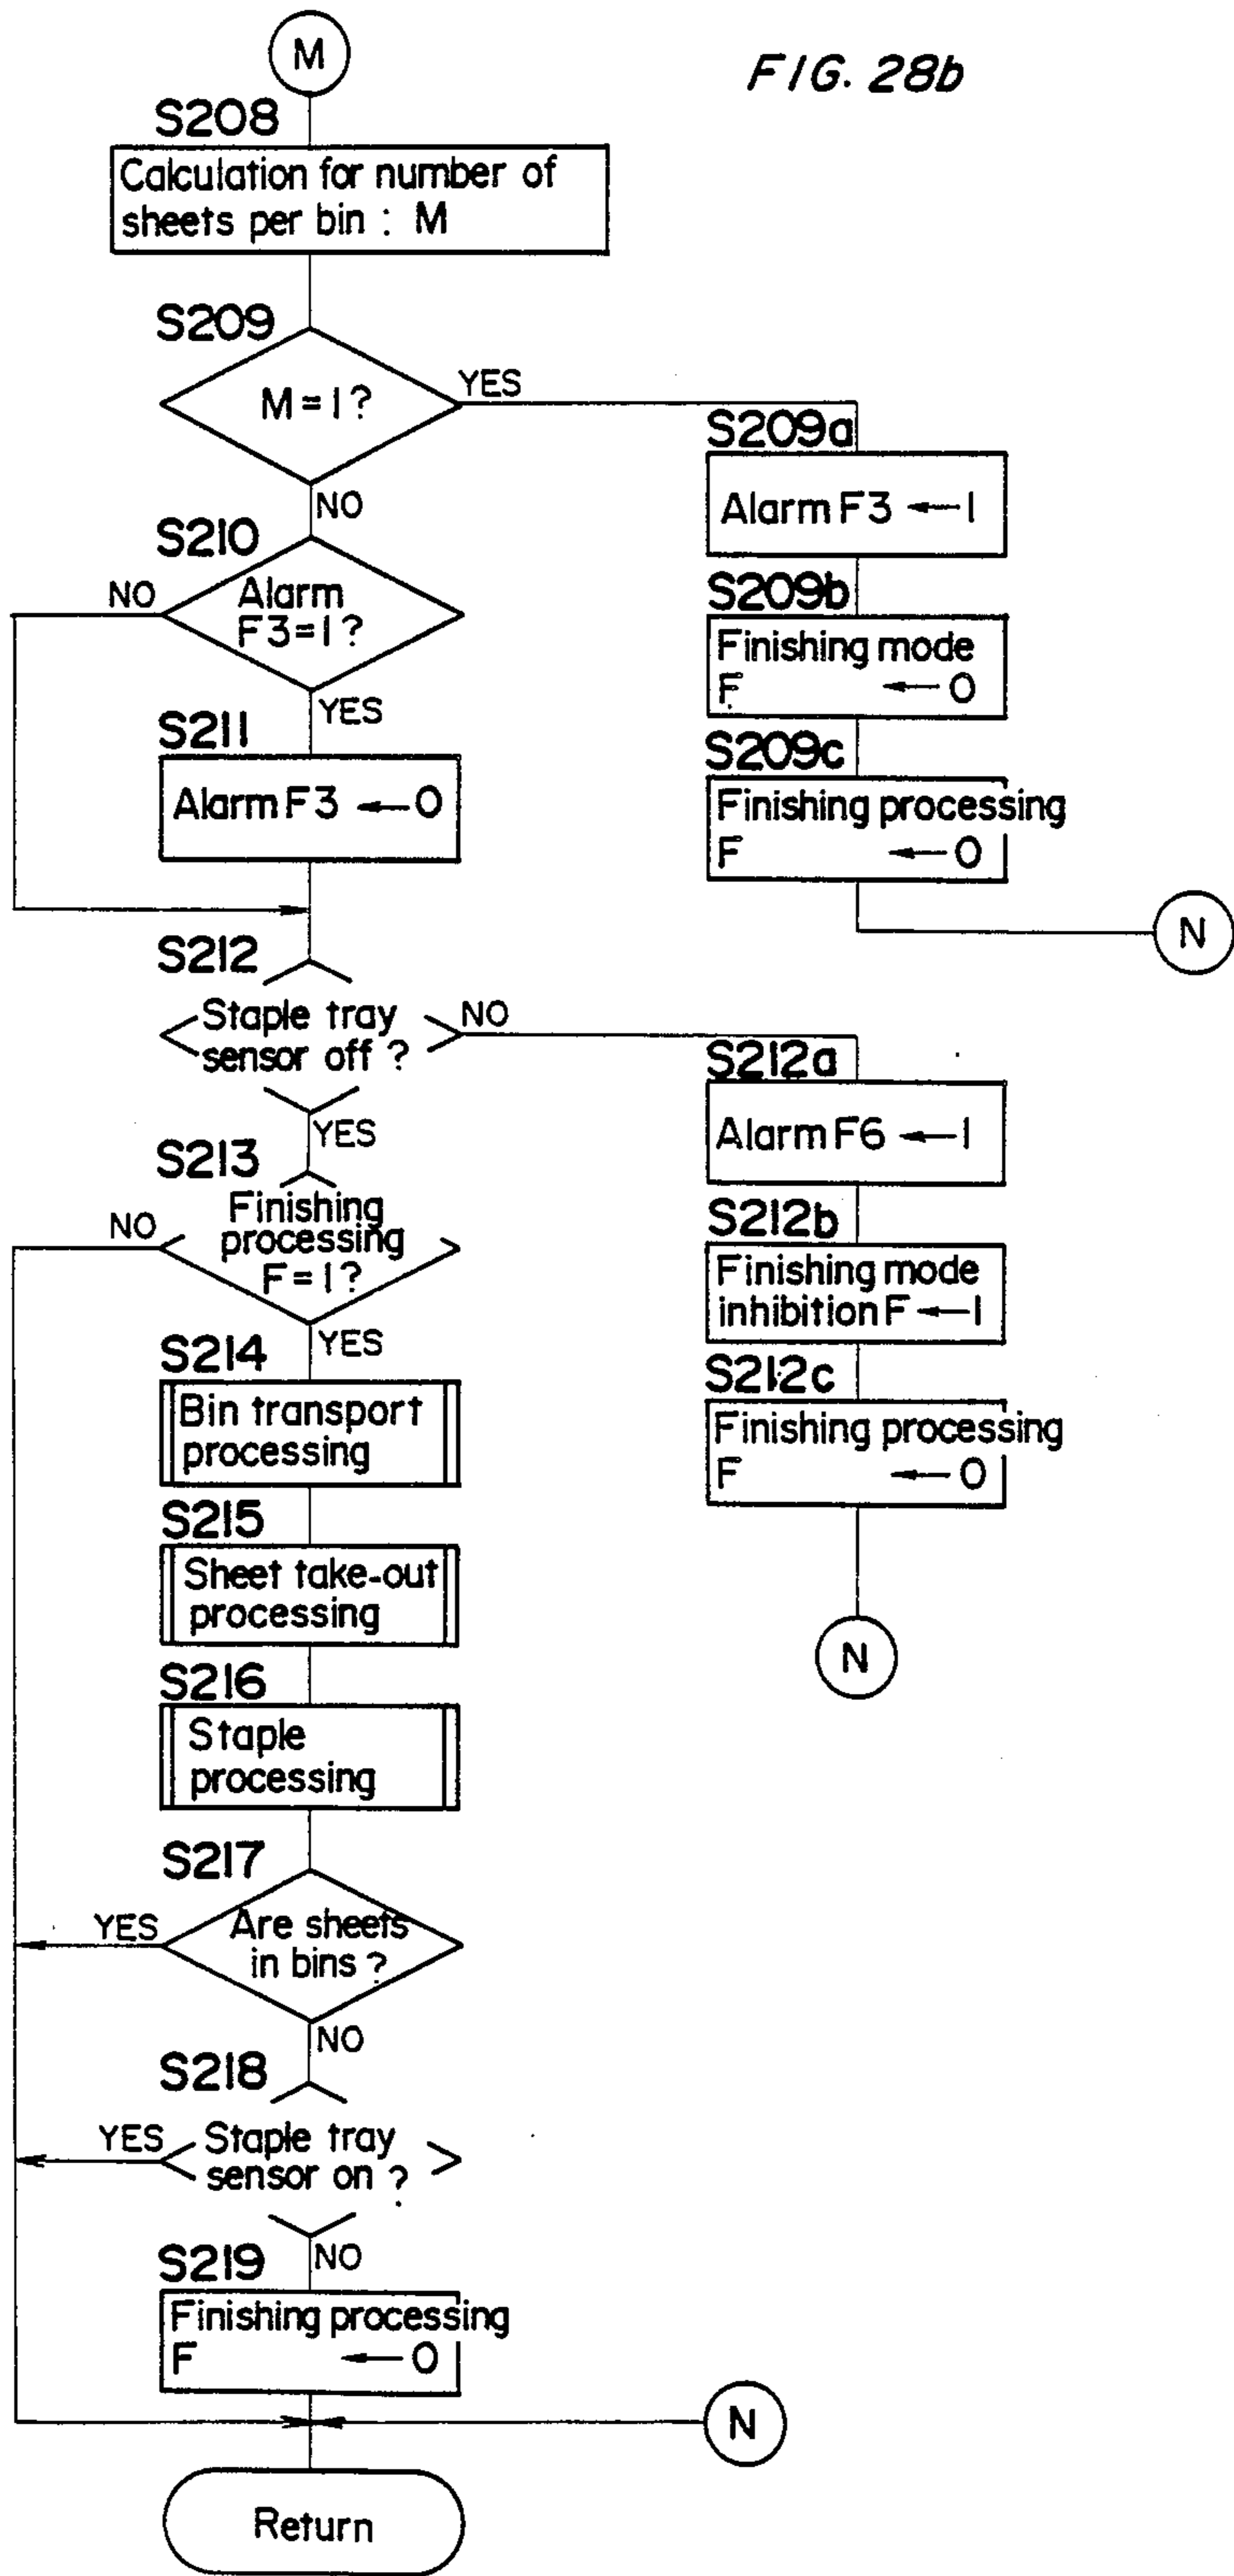 M
FIG. 28b
S208
Calculation for number of
sheets per bin : M
S209
M=1?
YES
NO
S209a
Alarm F3 ←1
S209b
Finishing mode
F ←0
S209c
Finishing processing
F ←0
N
S210
NO
Alarm
F3=1?
YES
S211
Alarm F3 ←0
S212
Staple tray
sensor off ?
NO
YES
S212a
Alarm F6 ←1
S212b
Finishing mode
inhibition F ←1
S212c
Finishing processing
F ←0
N
S213
NO
Finishing
processing
F=1?
YES
S214
Bin transport
processing
S215
Sheet take-out
processing
S216
Staple
processing
S217
YES
Are sheets
in bins ?
NO
S218
YES
Staple tray
sensor on ?
NO
S219
Finishing processing
F ←0
N
Return